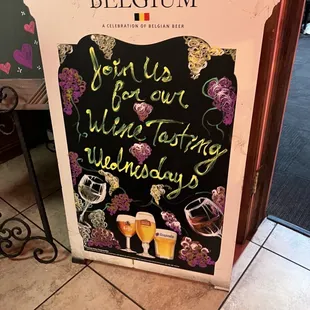 BELGIUM
A CELEBRATION OF BELGIAN BEER
Join Us
for our
Wine Tasting
Wednesdays